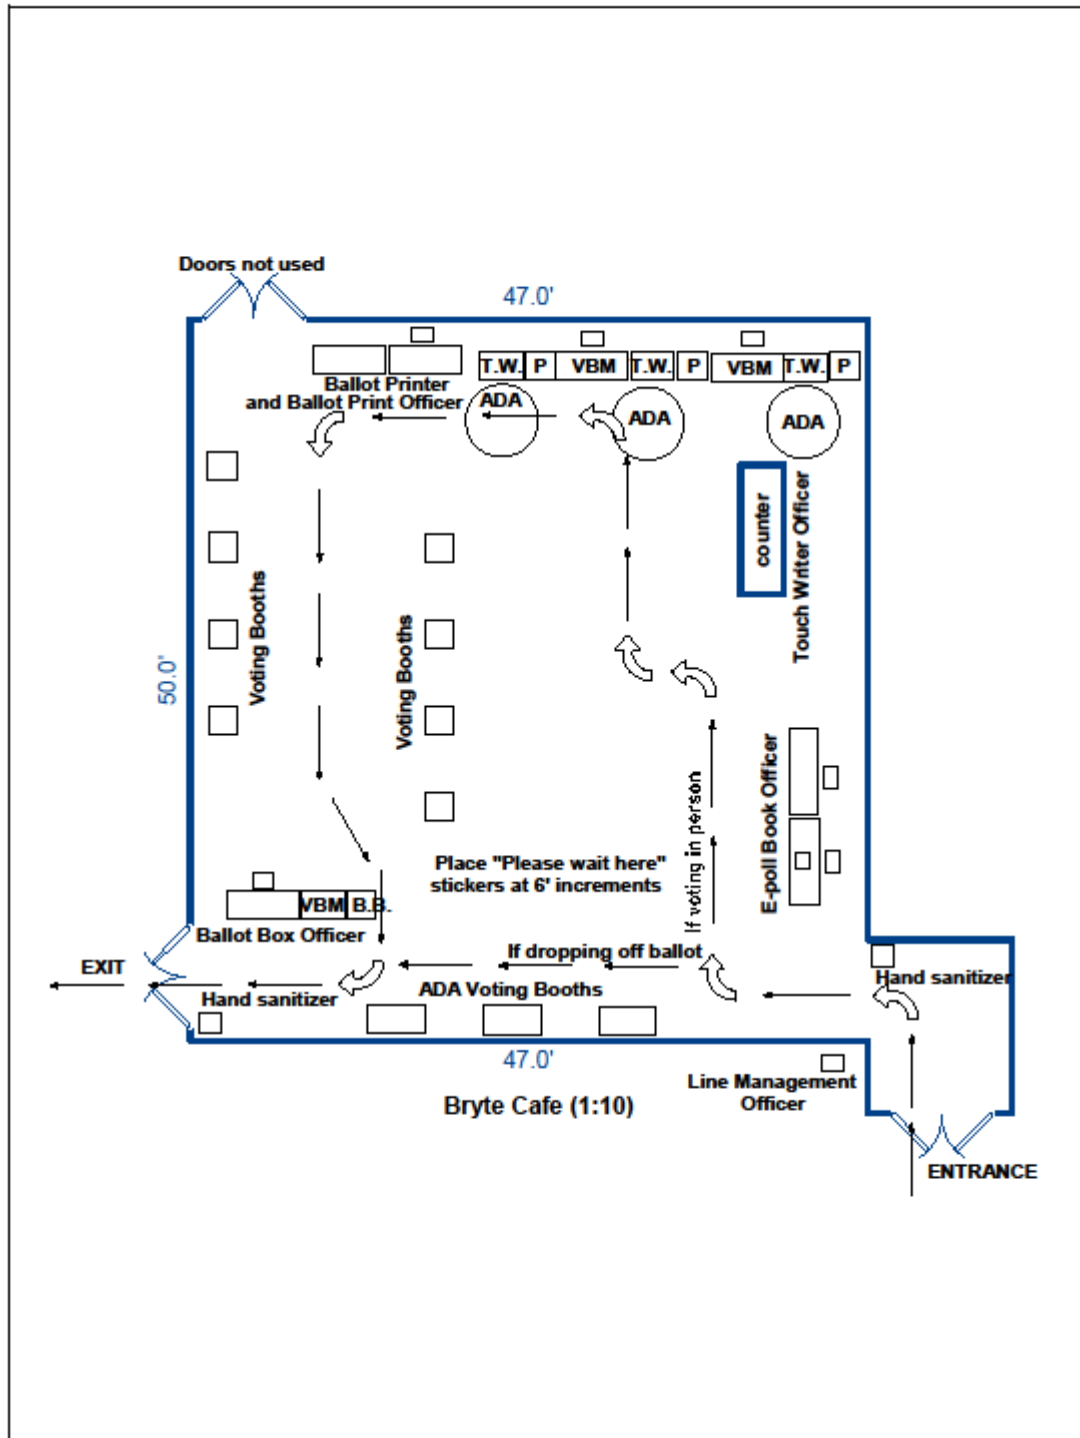 Doors not used
47.0'
T.W. P VBM T.W. P VBM T.W. P
Ballot Printer
and Ballot Print Officer
ADA
ADA
ADA
counter
Touch Writer Officer
Voting Booths
Voting Booths
50.0'
E-poll Book Officer
If voting in person
Place "Please wait here"
stickers at 6' increments
VBM B.B.
Ballot Box Officer
If dropping off ballot
EXIT
Hand sanitizer
ADA Voting Booths
Hand sanitizer
47.0'
Line Management
Officer
Bryte Cafe (1:10)
ENTRANCE